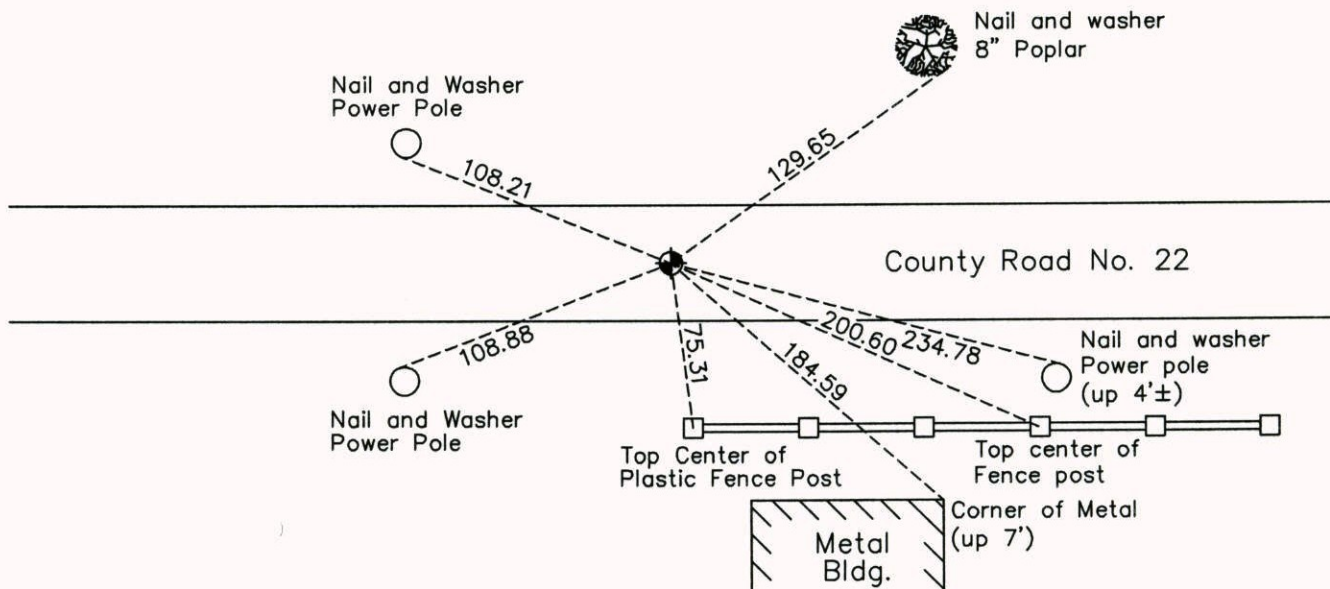 Nail and washer
8" Poplar
Nail and Washer
Power Pole
108.21
129.65
County Road No. 22
108.88
75.31
184.59
200.60
234.78
Nail and washer
Power pole
(up 4'±)
Nail and Washer
Power Pole
Top Center of
Plastic Fence Post
Top center of
Fence post
Corner of Metal
(up 7')
Metal
Bldg.